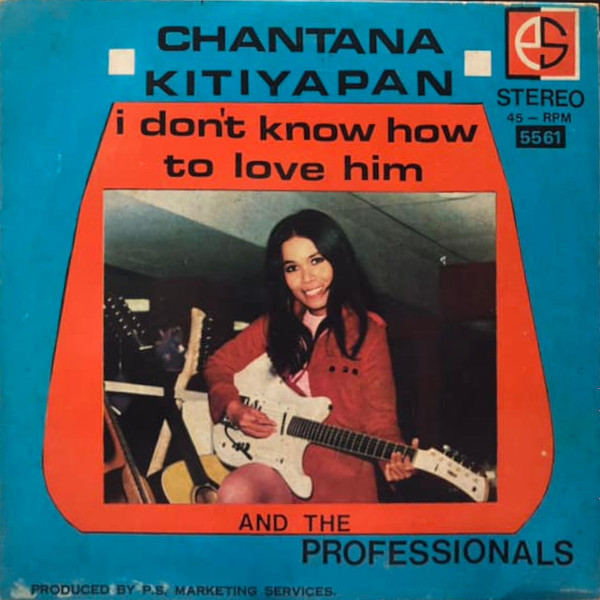 CHANTANA
KITIYAPAN
PS
STEREO
45 — RPM
5561
i don't know how
to love him
AND THE
PROFESSIONALS
PRODUCED BY P.S. MARKETING SERVICES.